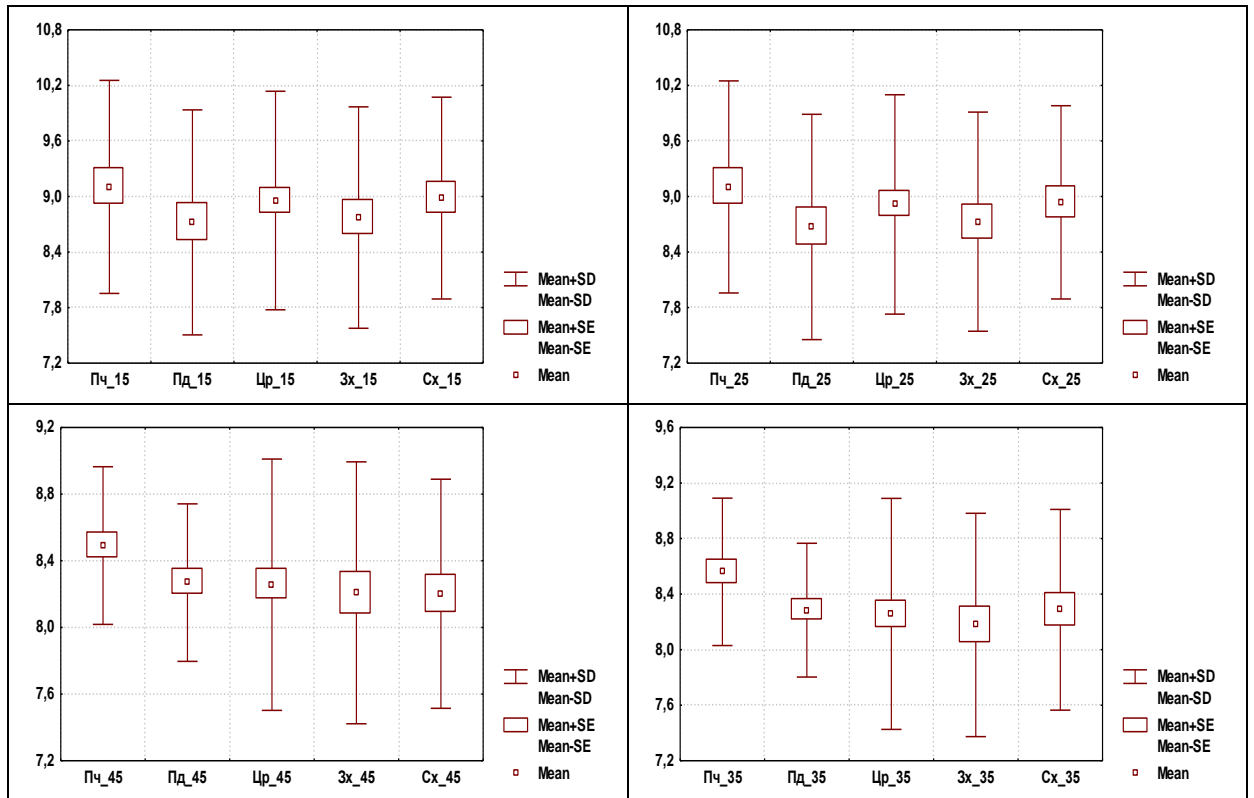 10,8
10,2
9,6
9,0
8,4
7,8
7,2
Пч_15 Пд_15 Цр_15 Зх_15 Сх_15
Mean+SD
Mean-SD
Mean+SE
Mean-SE
Mean
10,8
10,2
9,6
9,0
8,4
7,8
7,2
Пч_25 Пд_25 Цр_25 Зх_25 Сх_25
Mean+SD
Mean-SD
Mean+SE
Mean-SE
Mean
9,2
8,8
8,4
8,0
7,6
7,2
Пч_45 Пд_45 Цр_45 Зх_45 Сх_45
Mean+SD
Mean-SD
Mean+SE
Mean-SE
Mean
9,6
9,2
8,8
8,4
8,0
7,6
7,2
Пч_35 Пд_35 Цр_35 Зх_35 Сх_35
Mean+SD
Mean-SD
Mean+SE
Mean-SE
Mean